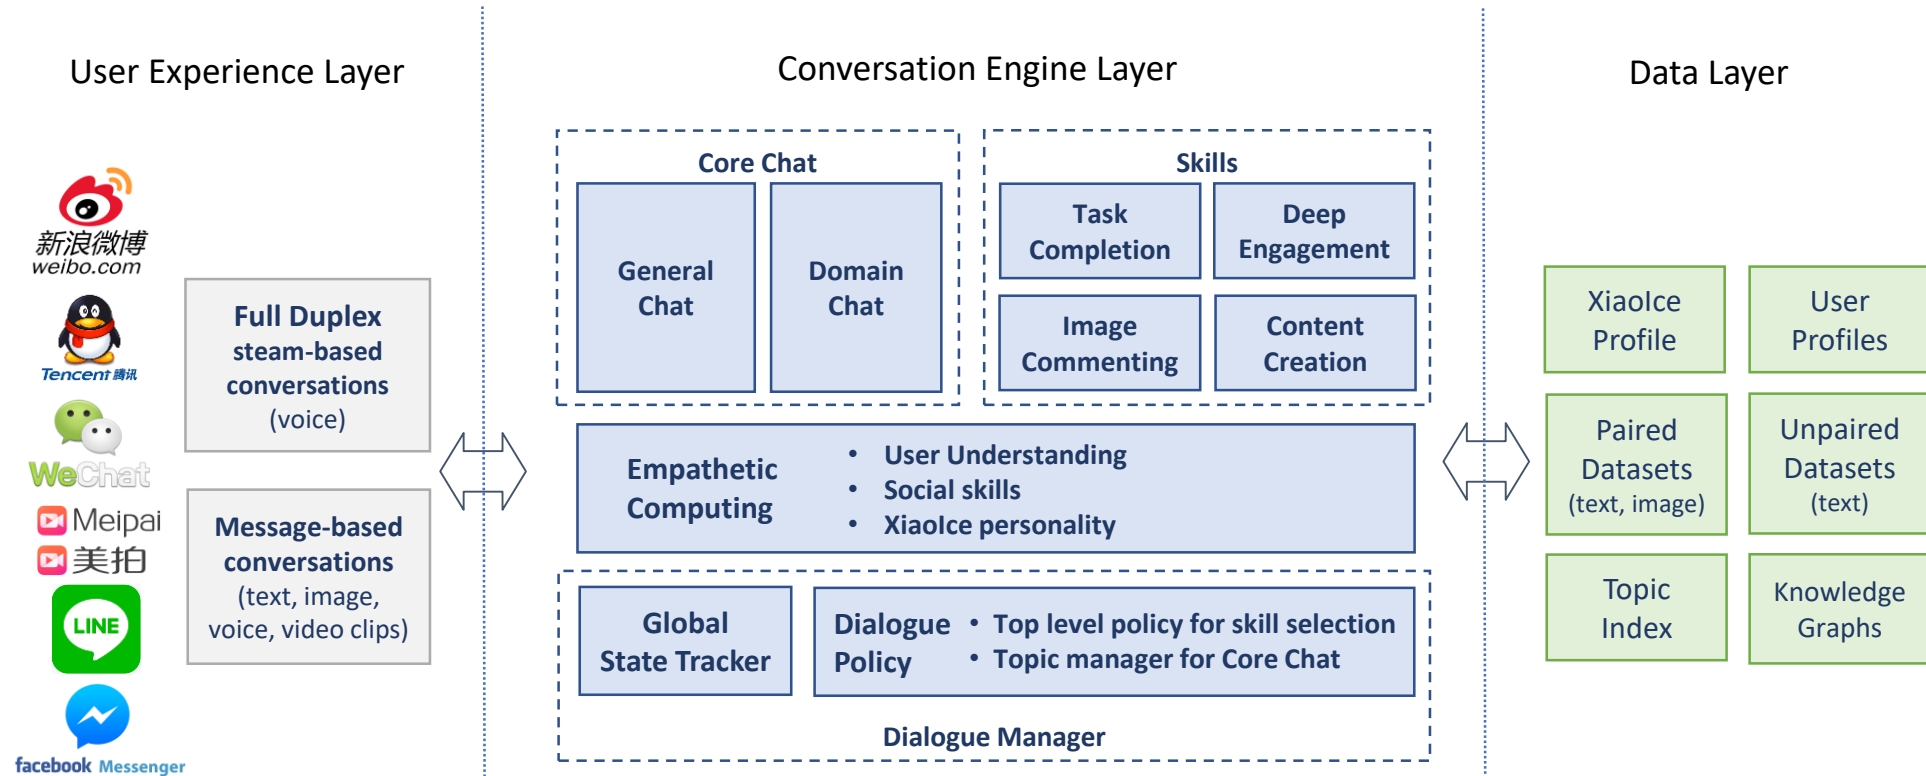 User Experience Layer
新浪微博
weibo.com
Tencent 腾讯
WeChat
Meipai
美拍
LINE
facebook Messenger
Full Duplex
steam-based
conversations
(voice)
Message-based
conversations
(text, image,
voice, video clips)
Conversation Engine Layer
Core Chat
General
Chat
Domain
Chat
Skills
Task
Completion
Deep
Engagement
Image
Commenting
Content
Creation
Empathetic
Computing
• User Understanding
• Social skills
• XiaoIce personality
Global
State Tracker
Dialogue
Policy
• Top level policy for skill selection
• Topic manager for Core Chat
Dialogue Manager
Data Layer
XiaoIce
Profile
User
Profiles
Paired
Datasets
(text, image)
Unpaired
Datasets
(text)
Topic
Index
Knowledge
Graphs